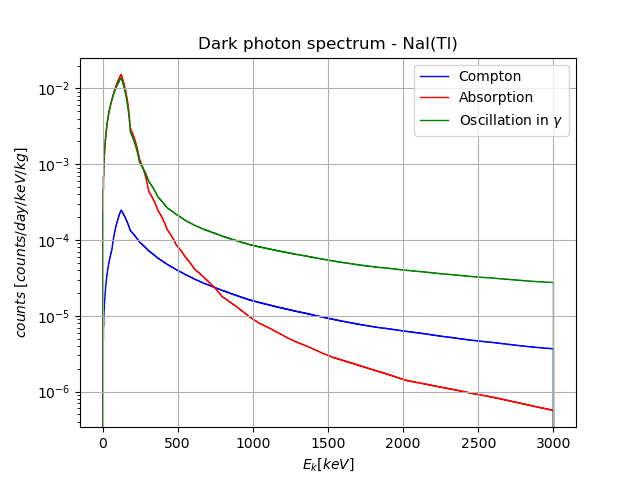 Dark photon spectrum - NaI(Tl)
Compton
Absorption
Oscillation in γ
counts [counts/day/keV/kg]
10⁻²
10⁻³
10⁻⁴
10⁻⁵
10⁻⁶
0 500 1000 1500 2000 2500 3000
E_k[keV]